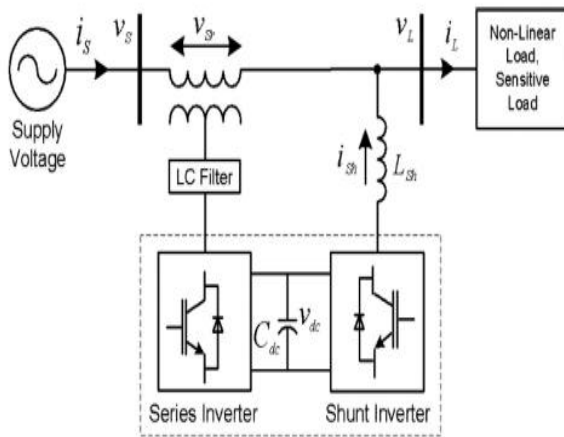 i_S
v_S
v_Sr
v_L
i_L
Non-Linear
Load,
Sensitive
Load
Supply
Voltage
LC Filter
i_Sh
L_Sh
C_dc
v_dc
Series Inverter
Shunt Inverter